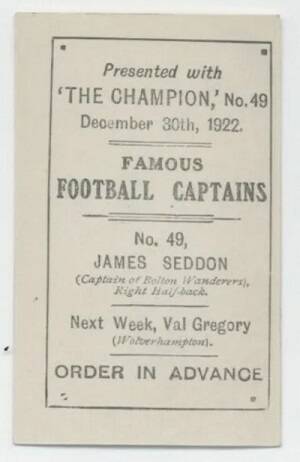 Presented with
'THE CHAMPION,' No. 49
December 30th, 1922.
FAMOUS
FOOTBALL CAPTAINS
No. 49,
JAMES SEDDON
(Captain of Bolton Wanderers),
Right Half-back.
Next Week, Val Gregory
(Wolverhampton).
ORDER IN ADVANCE